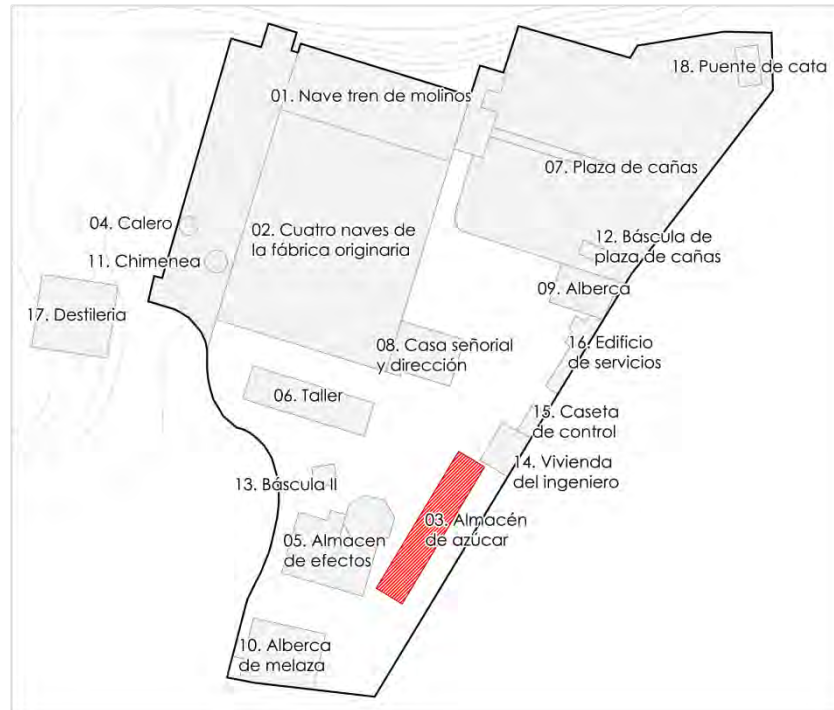 18. Puente de cata
01. Nave tren de molinos
07. Plaza de cañas
04. Calero
02. Cuatro naves de
la fábrica originaria
12. Báscula de
plaza de cañas
11. Chimenea
09. Alberca
17. Destileria
08. Casa señorial
y dirección
16. Edificio
de servicios
06. Taller
15. Caseta
de control
14. Vivienda
del ingeniero
13. Báscula II
03. Almacén
de azúcar
05. Almacen
de efectos
10. Alberca
de melaza